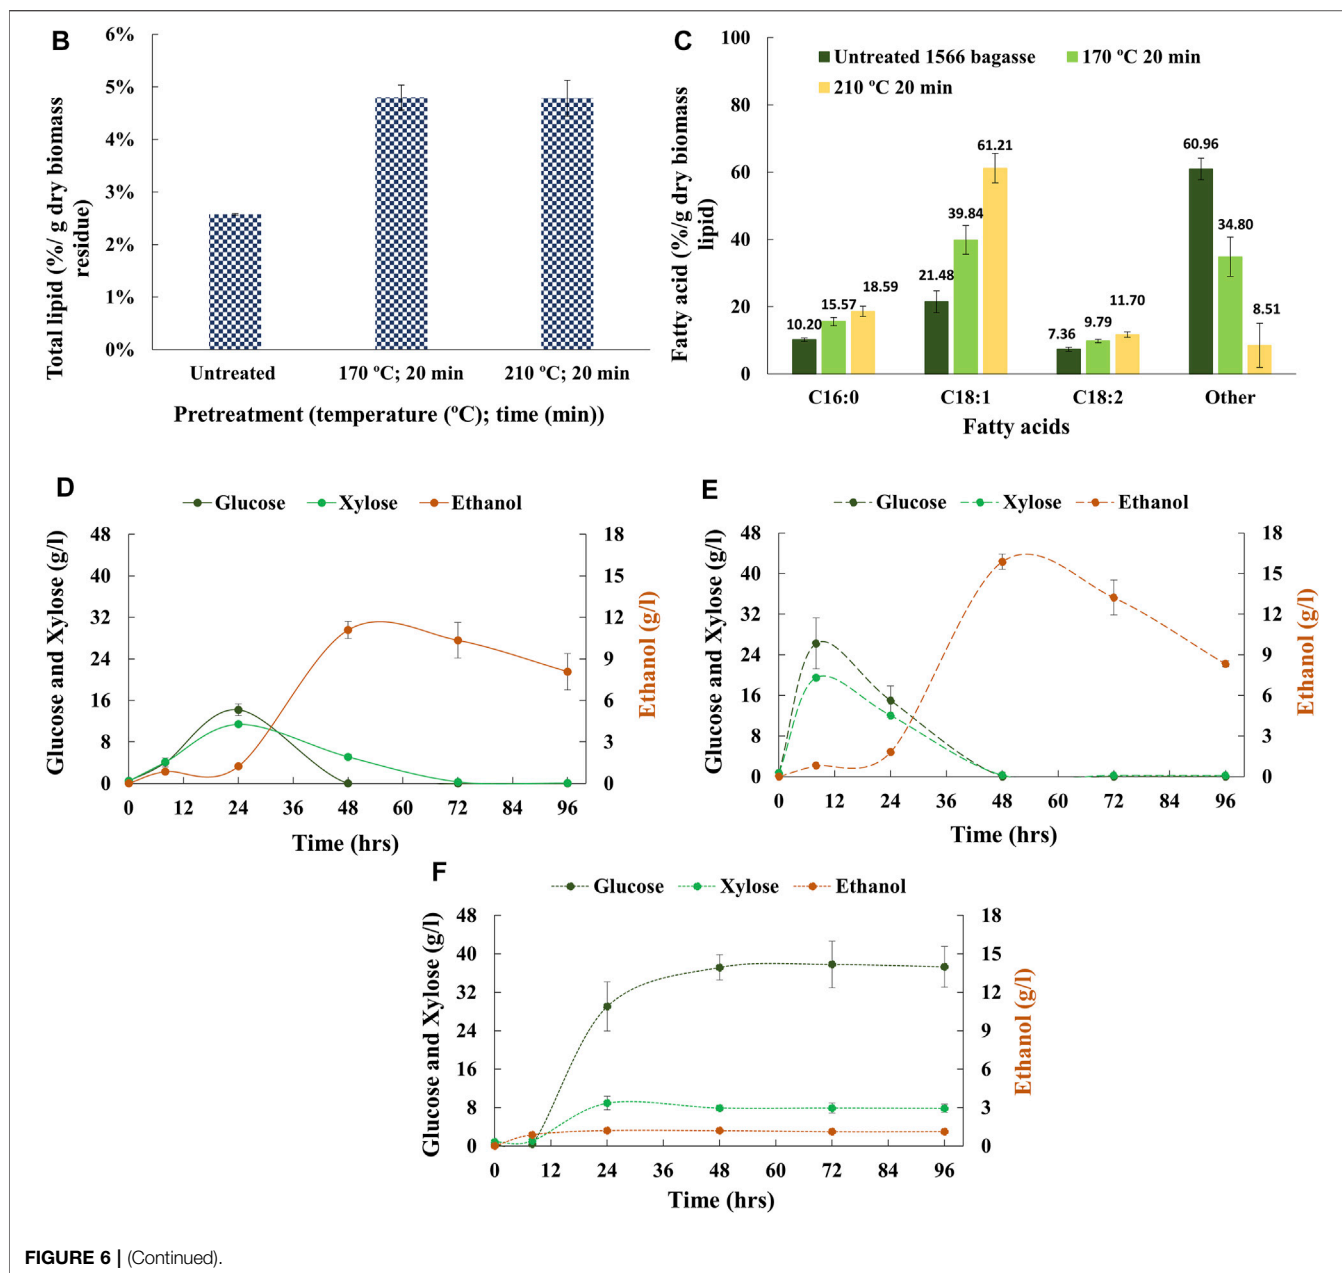 B
6%
5%
4%
3%
2%
1%
0%
Total lipid (%/ g dry biomass
residue)
Untreated
170 ºC; 20 min
210 ºC; 20 min
Pretreatment (temperature (ºC); time (min))
C
100
80
60
40
20
0
Fatty acid (%/g dry biomass
lipid)
Untreated 1566 bagasse
170 ºC 20 min
210 ºC 20 min
10.20
15.57
18.59
21.48
39.84
61.21
7.36
9.79
11.70
60.96
34.80
8.51
C16:0
C18:1
C18:2
Other
Fatty acids
D
Glucose
Xylose
Ethanol
48
40
32
24
16
8
0
Glucose and Xylose (g/l)
18
15
12
9
6
3
0
Ethanol (g/l)
0 12 24 36 48 60 72 84 96
Time (hrs)
E
Glucose
Xylose
Ethanol
48
40
32
24
16
8
0
Glucose and Xylose (g/l)
18
15
12
9
6
3
0
Ethanol (g/l)
0 12 24 36 48 60 72 84 96
Time (hrs)
F
Glucose
Xylose
Ethanol
48
40
32
24
16
8
0
Glucose and Xylose (g/l)
18
15
12
9
6
3
0
Ethanol (g/l)
0 12 24 36 48 60 72 84 96
Time (hrs)
FIGURE 6 | (Continued).